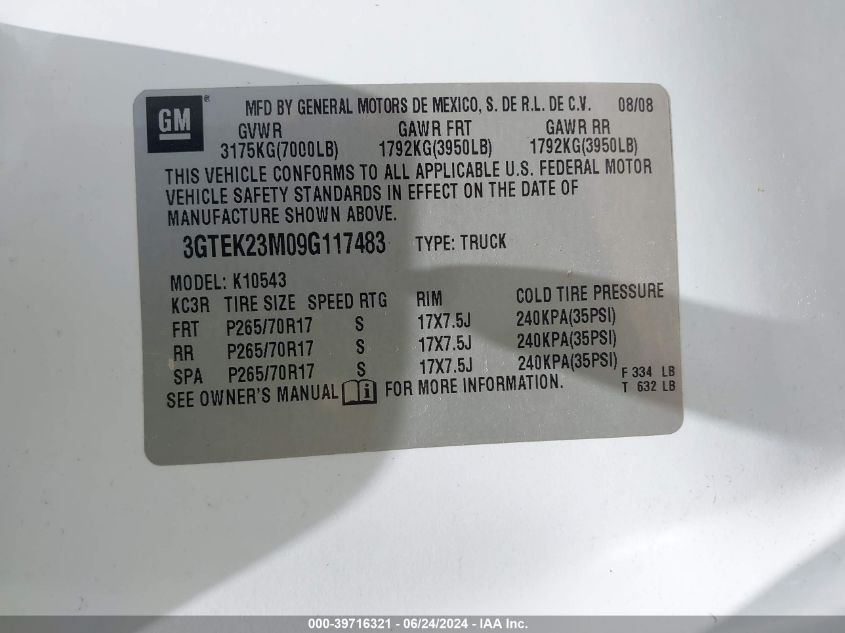 GM ® MFD BY GENERAL MOTORS DE MEXICO, S. DE R.L. DE C.V. 08/08
GVWR GAWR FRT GAWR RR
3175KG(7000LB) 1792KG(3950LB) 1792KG(3950LB)
THIS VEHICLE CONFORMS TO ALL APPLICABLE U.S. FEDERAL MOTOR
VEHICLE SAFETY STANDARDS IN EFFECT ON THE DATE OF
MANUFACTURE SHOWN ABOVE.
3GTEK23M09G117483 TYPE: TRUCK
MODEL: K10543
KC3R TIRE SIZE SPEED RTG RIM COLD TIRE PRESSURE
FRT P265/70R17 S 17X7.5J 240KPA(35PSI)
RR P265/70R17 S 17X7.5J 240KPA(35PSI)
SPA P265/70R17 S 17X7.5J 240KPA(35PSI) F 334 LB
SEE OWNER'S MANUAL i FOR MORE INFORMATION. T 632 LB
000-39716321 - 06/24/2024 - IAA Inc.